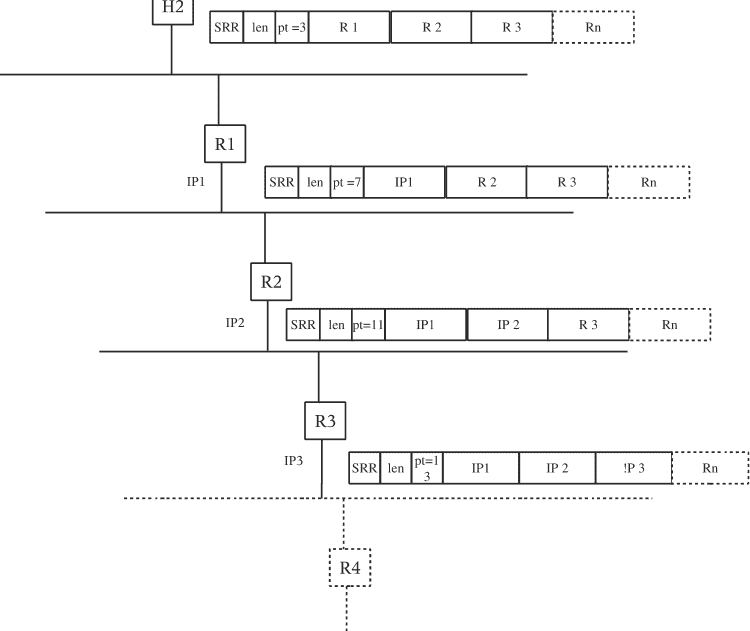 H2
SRR len pt =3 R 1 R 2 R 3 Rn
R1
IP1
SRR len pt =7 IP1 R 2 R 3 Rn
R2
IP2
SRR len pt=11 IP1 IP 2 R 3 Rn
R3
IP3
SRR len pt=1 IP1 IP 2 !P 3 Rn
3
R4